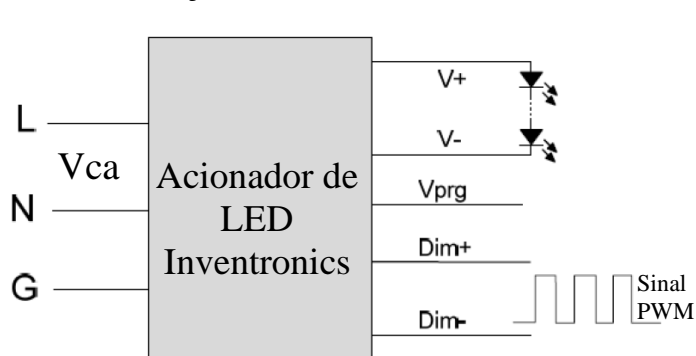 L
N
G
Vca
Acionador de
LED
Inventronics
V+
V-
Vprg
Dim+
Dim-
Sinal
PWM